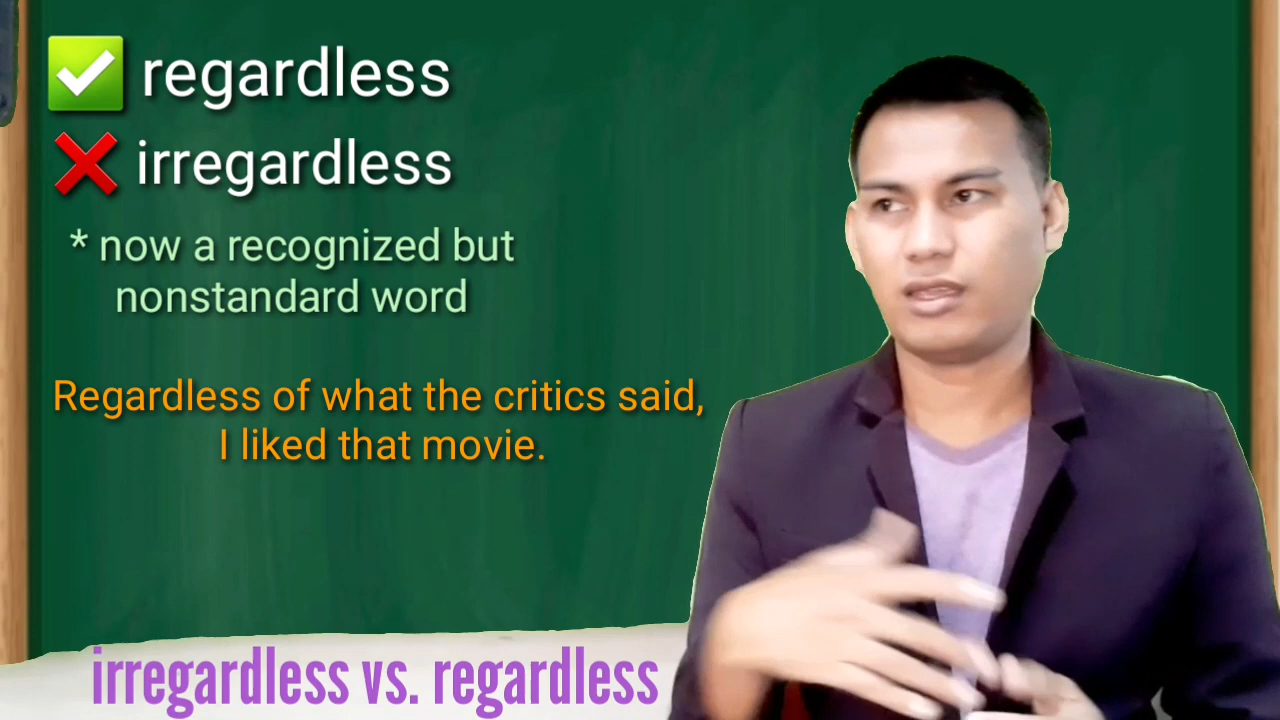 regardless
irregardless
* now a recognized but
nonstandard word
Regardless of what the critics said,
I liked that movie.
irregardless vs. regardless